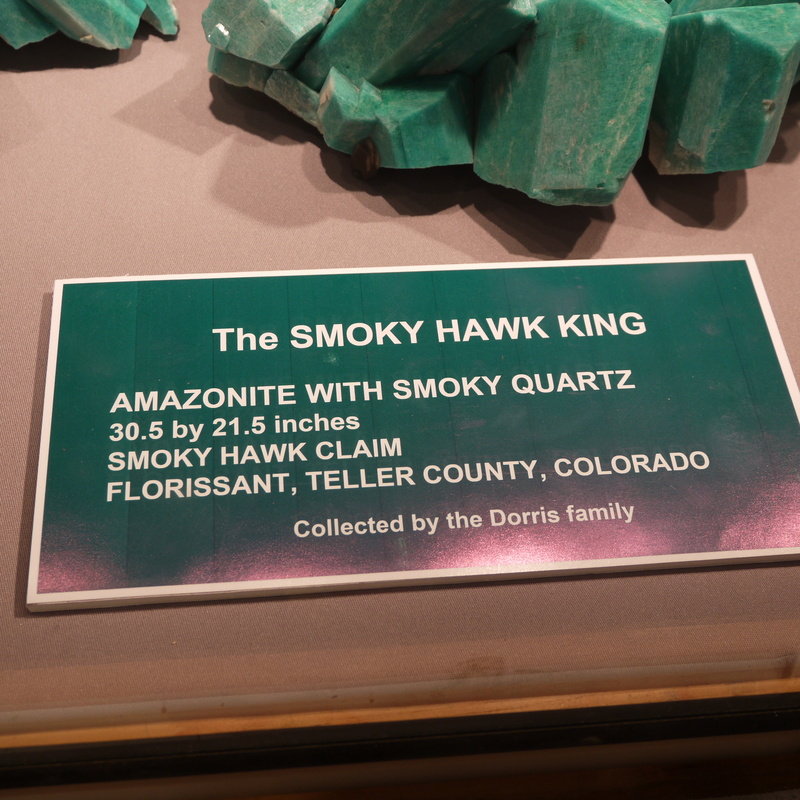 The SMOKY HAWK KING
AMAZONITE WITH SMOKY QUARTZ
30.5 by 21.5 inches
SMOKY HAWK CLAIM
FLORISSANT, TELLER COUNTY, COLORADO
Collected by the Dorris family